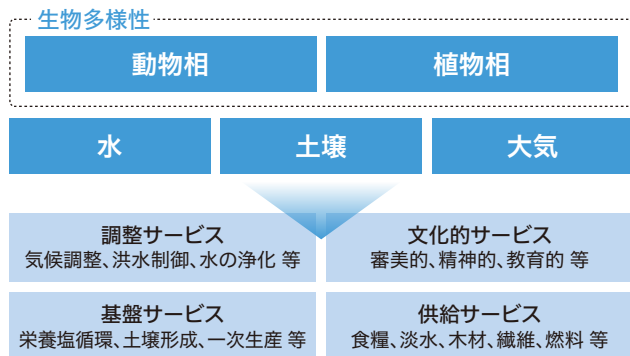 生物多様性
動物相
植物相
水
土壌
大気
調整サービス
気候調整、洪水制御、水の浄化 等
文化的サービス
審美的、精神的、教育的 等
基盤サービス
栄養塩循環、土壌形成、一次生産 等
供給サービス
食糧、淡水、木材、繊維、燃料 等